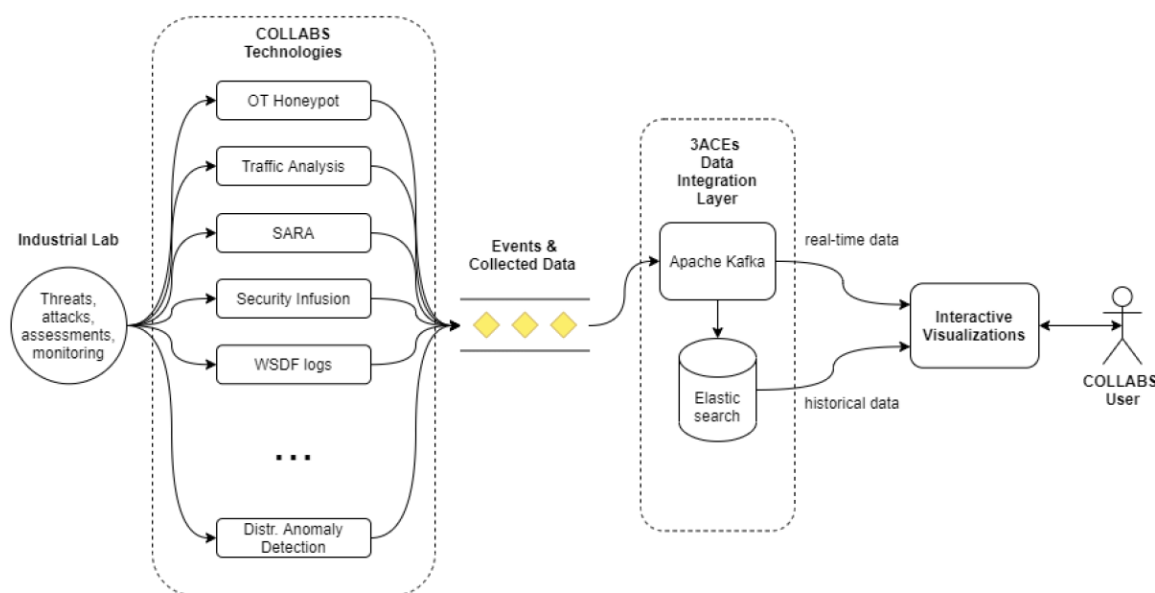 COLLABS
Technologies
OT Honeypot
Traffic Analysis
SARA
Security Infusion
WSDF logs
...
Distr. Anomaly
Detection
Industrial Lab
Threats,
attacks,
assessments,
monitoring
Events &
Collected Data
3ACEs
Data
Integration
Layer
Apache Kafka
Elastic
search
real-time data
historical data
Interactive
Visualizations
COLLABS
User